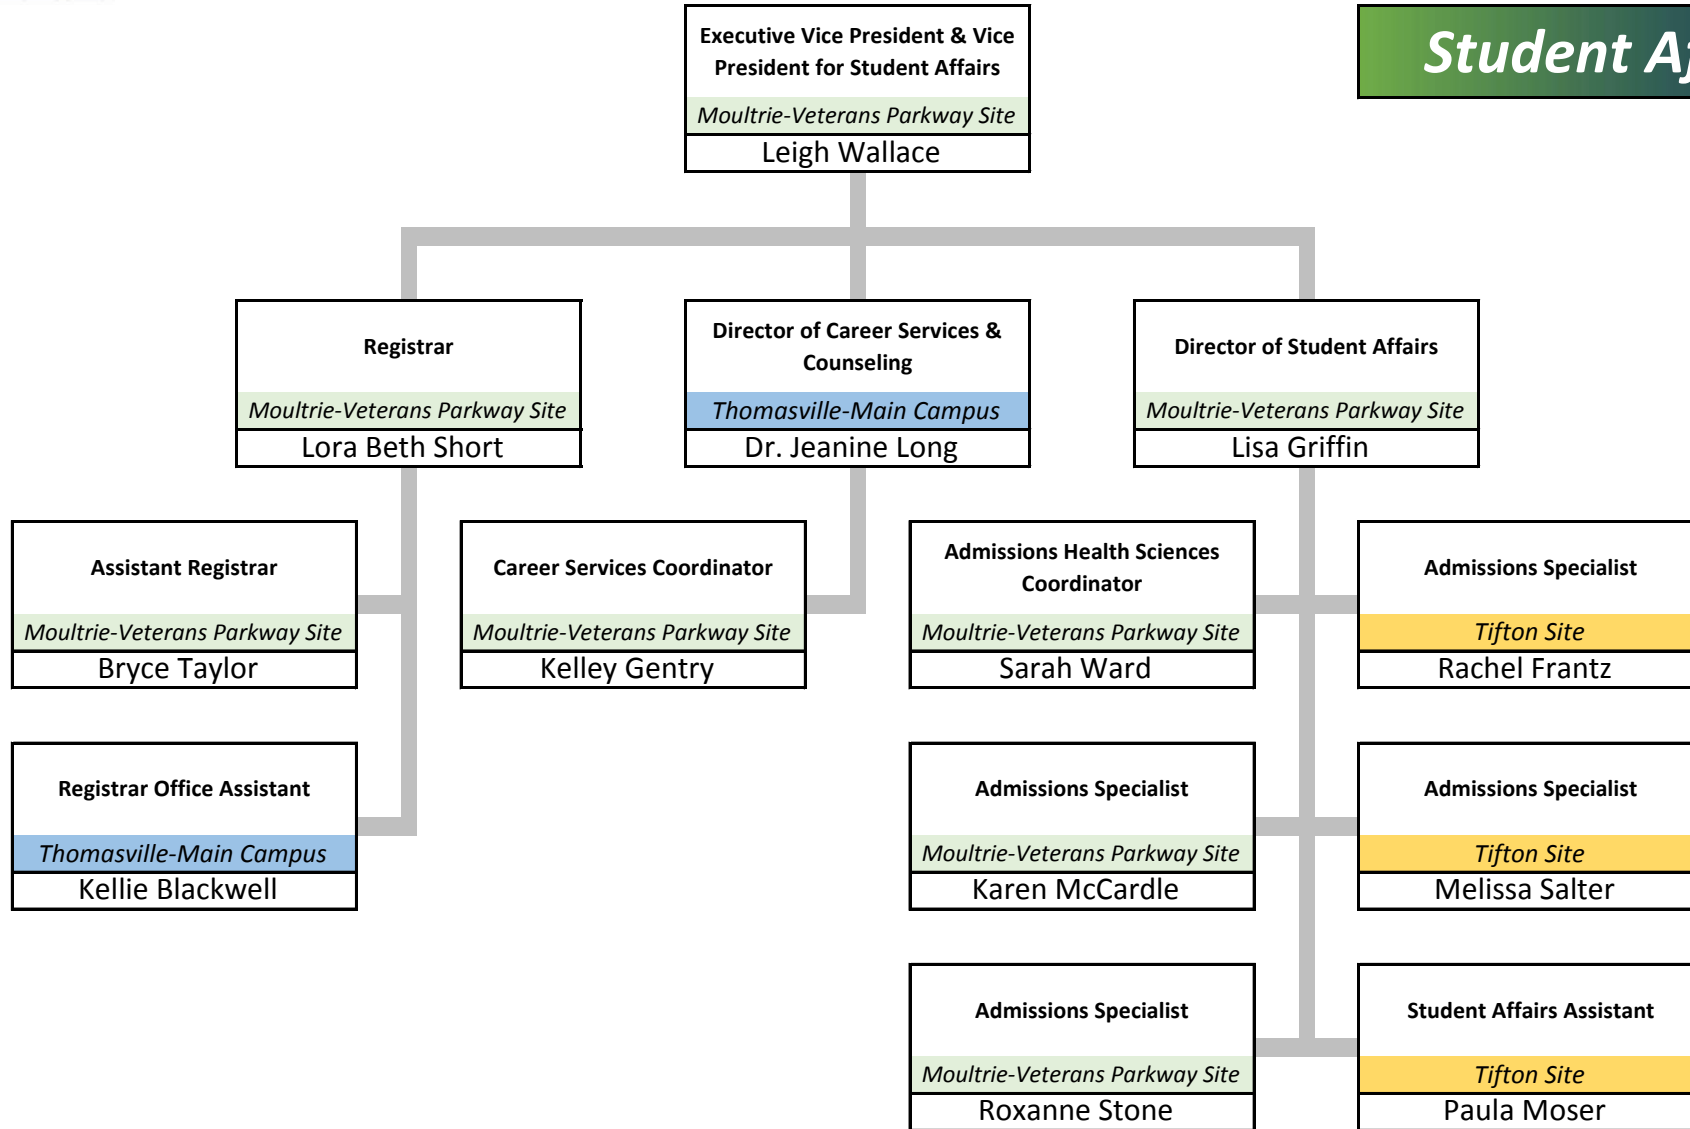 Executive Vice President & Vice
President for Student Affairs
Moultrie-Veterans Parkway Site
Leigh Wallace
Student
Registrar
Moultrie-Veterans Parkway Site
Lora Beth Short
Director of Career Services &
Counseling
Thomasville-Main Campus
Dr. Jeanine Long
Director of Student Affairs
Moultrie-Veterans Parkway Site
Lisa Griffin
Assistant Registrar
Moultrie-Veterans Parkway Site
Bryce Taylor
Career Services Coordinator
Moultrie-Veterans Parkway Site
Kelley Gentry
Admissions Health Sciences
Coordinator
Moultrie-Veterans Parkway Site
Sarah Ward
Admissions Specialist
Tifton Site
Rachel Frantz
Registrar Office Assistant
Thomasville-Main Campus
Kellie Blackwell
Admissions Specialist
Moultrie-Veterans Parkway Site
Karen McCardle
Admissions Specialist
Tifton Site
Melissa Salter
Admissions Specialist
Moultrie-Veterans Parkway Site
Roxanne Stone
Student Affairs Assistant
Tifton Site
Paula Moser